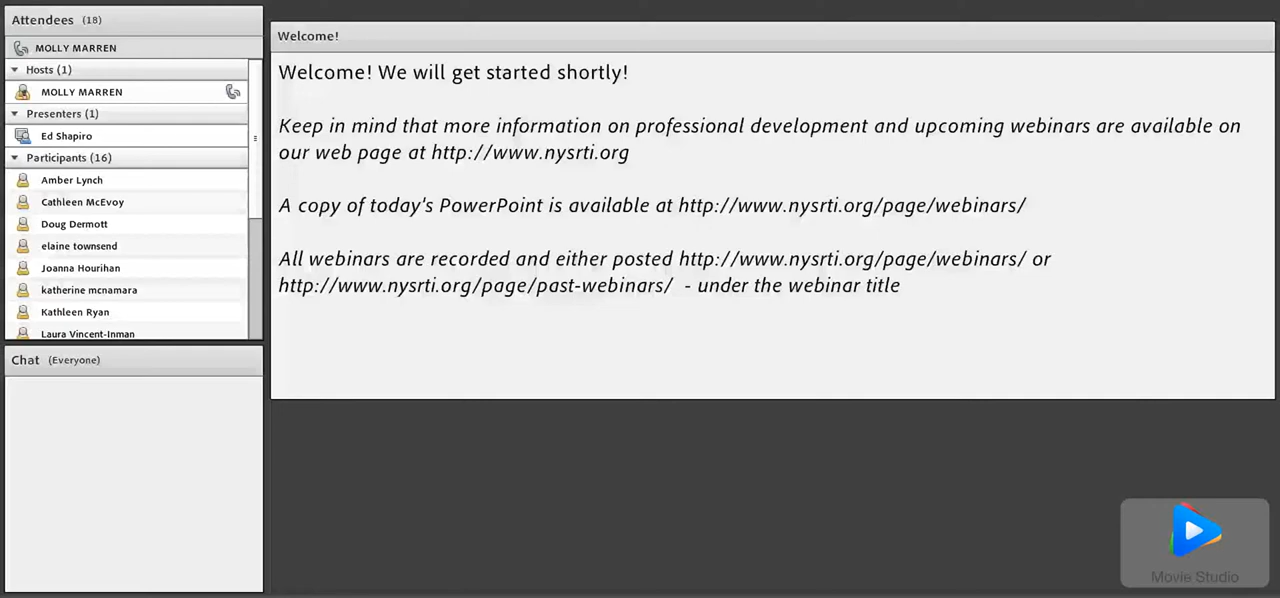 Attendees (18)
MOLLY MARREN
Hosts (1)
MOLLY MARREN
Presenters (1)
Ed Shapiro
Participants (16)
Amber Lynch
Cathleen McEvoy
Doug Dermott
elaine townsend
Joanna Hourihan
katherine mcnamara
Kathleen Ryan
Laura Vincent-Inman
Chat (Everyone)
Welcome!
Welcome! We will get started shortly!
Keep in mind that more information on professional development and upcoming webinars are available on
our web page at http://www.nysrti.org
A copy of today's PowerPoint is available at http://www.nysrti.org/page/webinars/
All webinars are recorded and either posted http://www.nysrti.org/page/webinars/ or
http://www.nysrti.org/page/past-webinars/ - under the webinar title
Movie Studio